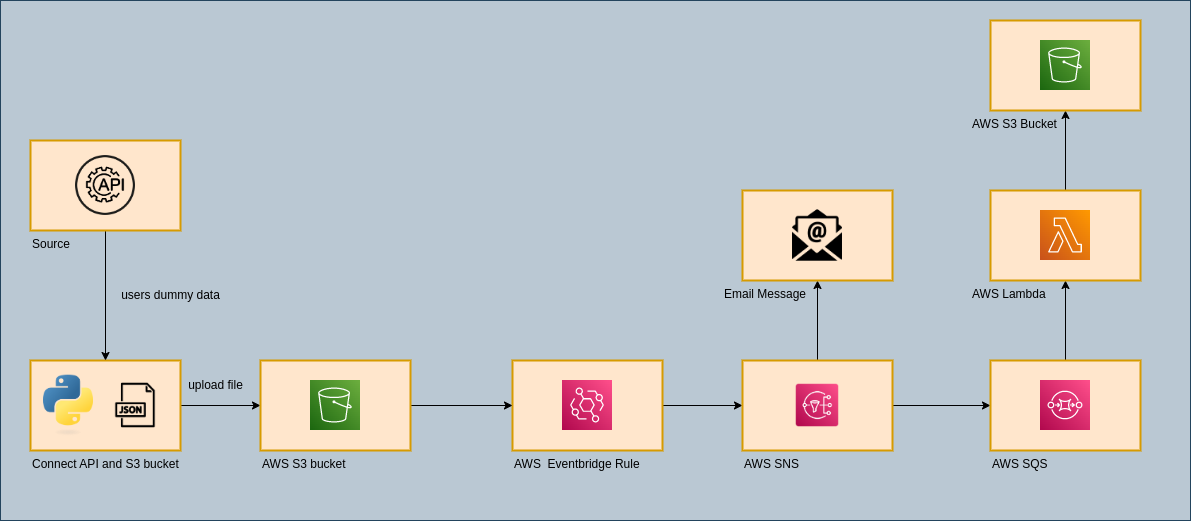 AWS S3 Bucket
API
Source
@
Email Message
AWS Lambda
users dummy data
upload file
JSON
Connect API and S3 bucket
AWS S3 bucket
AWS  Eventbridge Rule
AWS SNS
AWS SQS